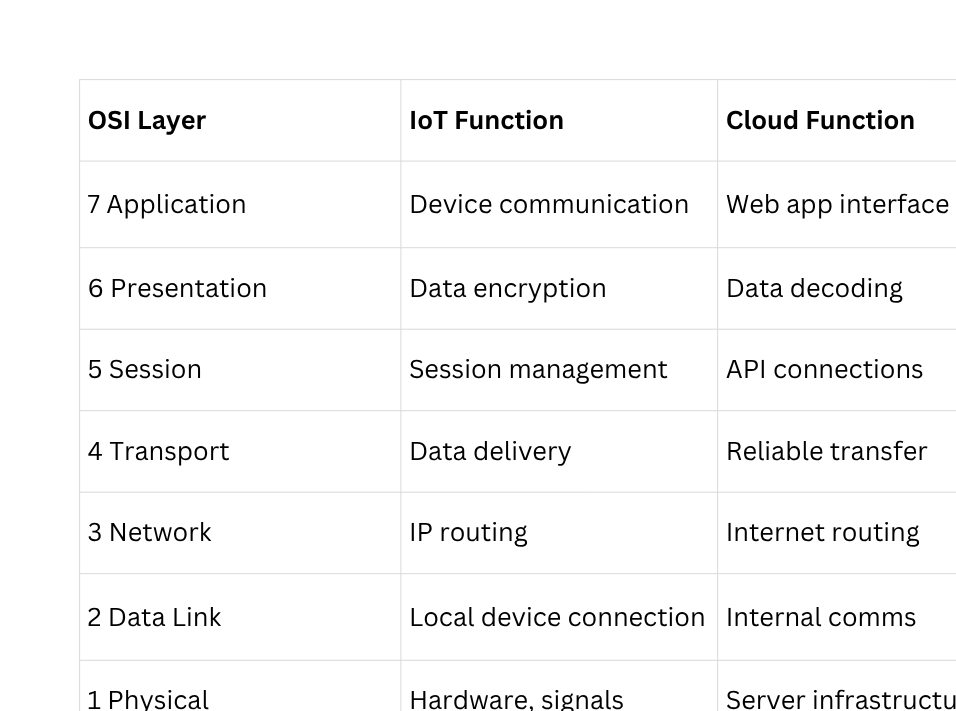 OSI Layer IoT Function Cloud Function
7 Application Device communication Web app interface
6 Presentation Data encryption Data decoding
5 Session Session management API connections
4 Transport Data delivery Reliable transfer
3 Network IP routing Internet routing
2 Data Link Local device connection Internal comms
1 Physical Hardware, signals Server